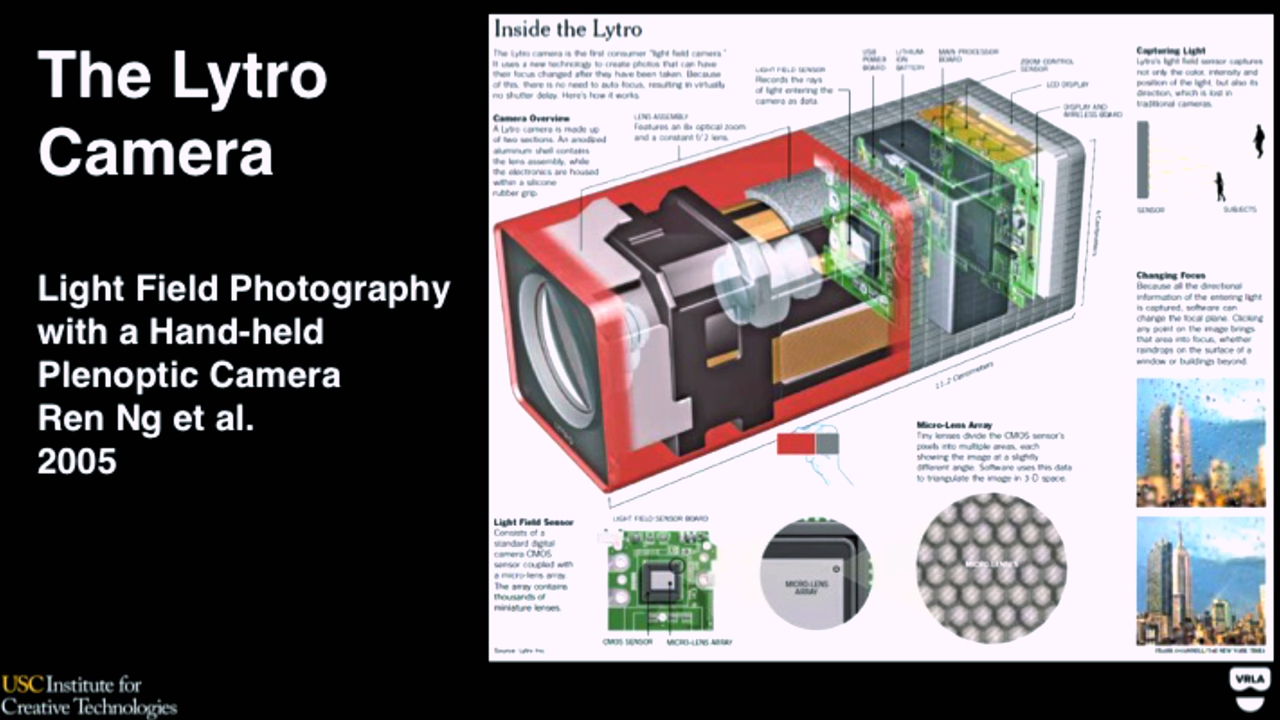 The Lytro
Camera
Light Field Photography
with a Hand-held
Plenoptic Camera
Ren Ng et al.
2005
USC Institute for
Creative Technologies
Inside the Lytro
The Lytro camera is the first consumer "light field camera."
It uses a new technology to create photos that can have
their focus changed after they have been taken. Because
of this, there is no need to auto-focus, resulting in virtually
no shutter delay. Here's how it works.
Camera Overview
A Lytro camera is made up
of two sections. An anodized
aluminum shell contains
the lens assembly, while
the electronics are housed
within a silicone
rubber grip.
LENS ASSEMBLY
Features an 8x optical zoom
and a constant f/2 lens.
LIGHT FIELD SENSOR
Records the rays
of light entering the
camera as data.
USB
POWER
BOARD
LITHIUM
ION
BATTERY
MAIN PROCESSOR
BOARD
ZOOM CONTROL
SENSOR
LCD DISPLAY
DISPLAY AND
WIRELESS BOARD
11.2 Centimeters
Capturing Light
Lytro's light field sensor captures
not only the color, intensity and
position of the light, but also its
direction, which is lost in
traditional cameras.
SENSOR
SUBJECTS
Changing Focus
Because all the directional
information of the entering light
is captured, software can
change the focal plane. Clicking
any point on the image brings
that area into focus, whether
raindrops on the surface of a
window or buildings beyond.
Micro-Lens Array
Tiny lenses divide the CMOS sensor's
pixels into multiple areas, each
showing the image at a slightly
different angle. Software uses this data
to triangulate the image in 3 D space.
Light Field Sensor
Consists of a
standard digital
camera CMOS
sensor coupled with
a micro-lens array.
The array contains
thousands of
miniature lenses.
LIGHT FIELD SENSOR BOARD
CMOS SENSOR
MICRO-LENS ARRAY
MICRO-LENS
ARRAY
Source: Lytro Inc.
VRLA